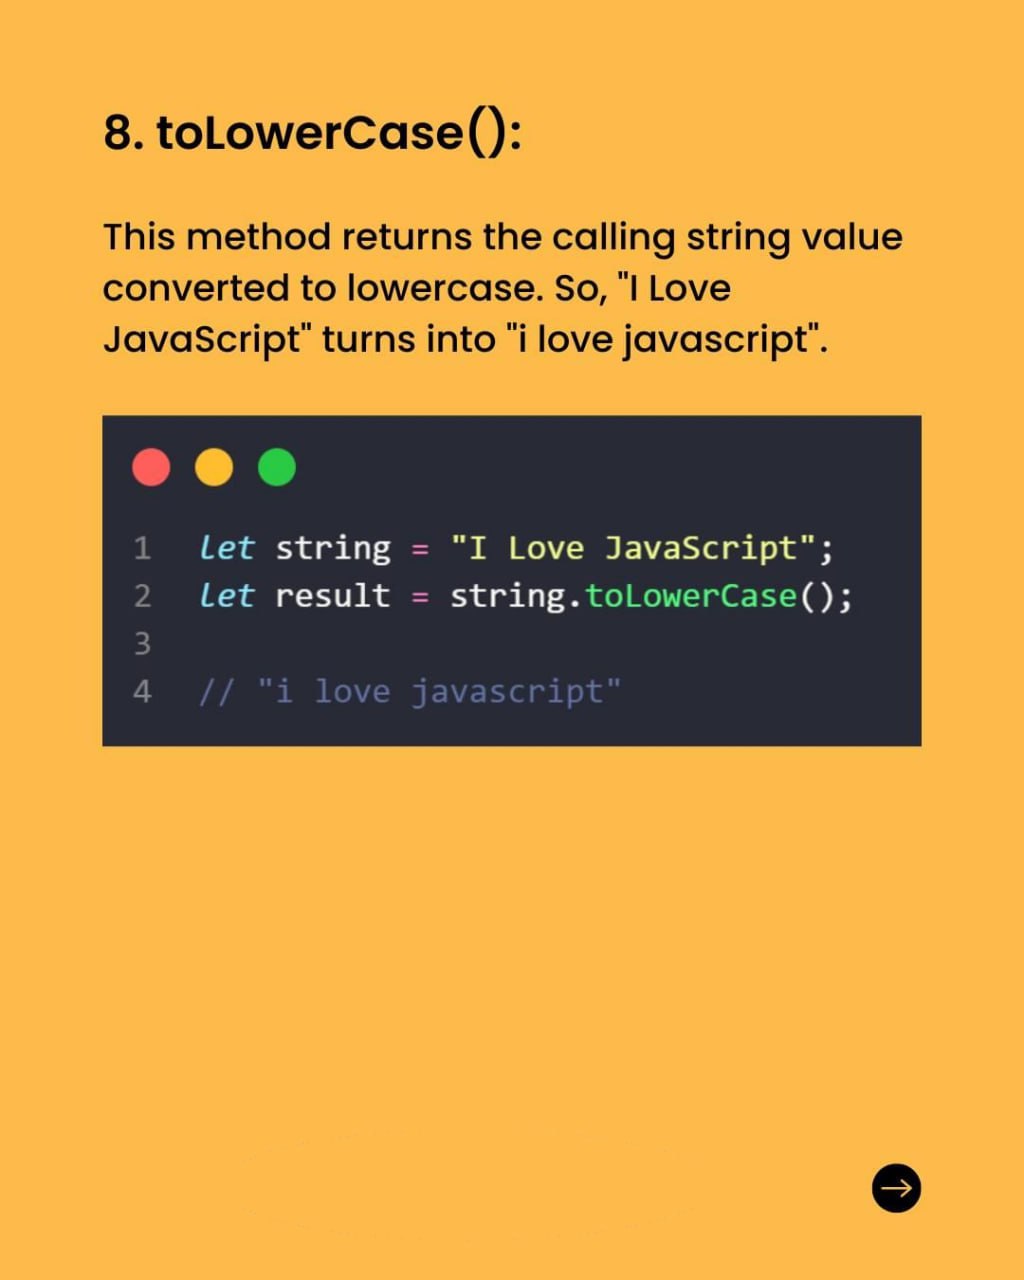 8. toLowerCase():
This method returns the calling string value
converted to lowercase. So, "I Love
JavaScript" turns into "i love javascript".
1 let string = "I Love JavaScript";
2 let result = string.toLowerCase();
3
4 // "i love javascript"